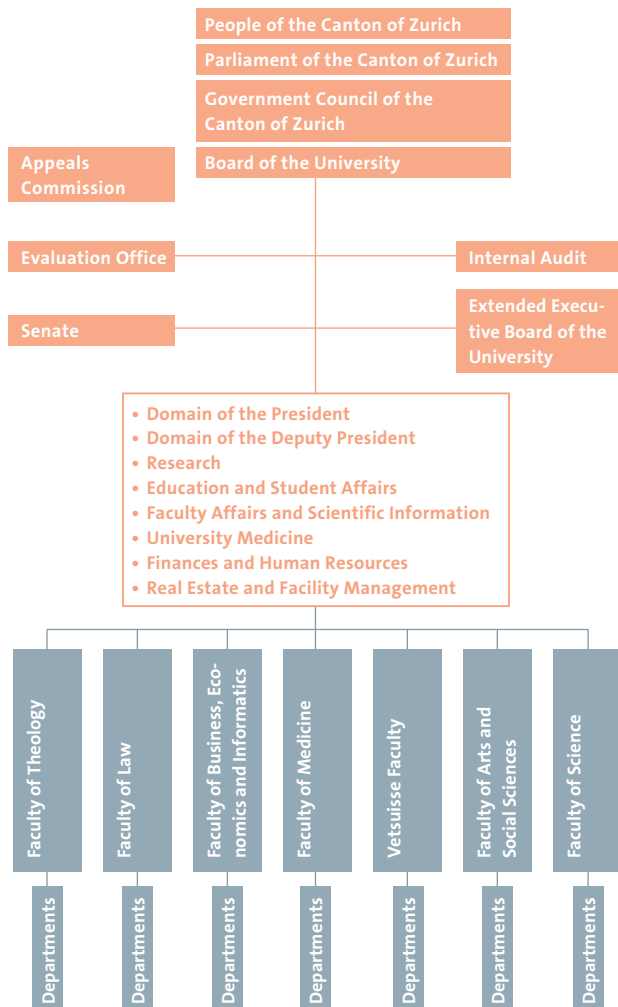 People of the Canton of Zurich
Parliament of the Canton of Zurich
Government Council of the
Canton of Zurich
Board of the University
Appeals
Commission
Evaluation Office
Internal Audit
Senate
Extended Execu-
tive Board of the
University
• Domain of the President
• Domain of the Deputy President
• Research
• Education and Student Affairs
• Faculty Affairs and Scientific Information
• University Medicine
• Finances and Human Resources
• Real Estate and Facility Management
Faculty of Theology
Faculty of Law
Faculty of Business, Eco-
nomics and Informatics
Faculty of Medicine
Vetsuisse Faculty
Faculty of Arts and
Social Sciences
Faculty of Science
Departments
Departments
Departments
Departments
Departments
Departments
Departments